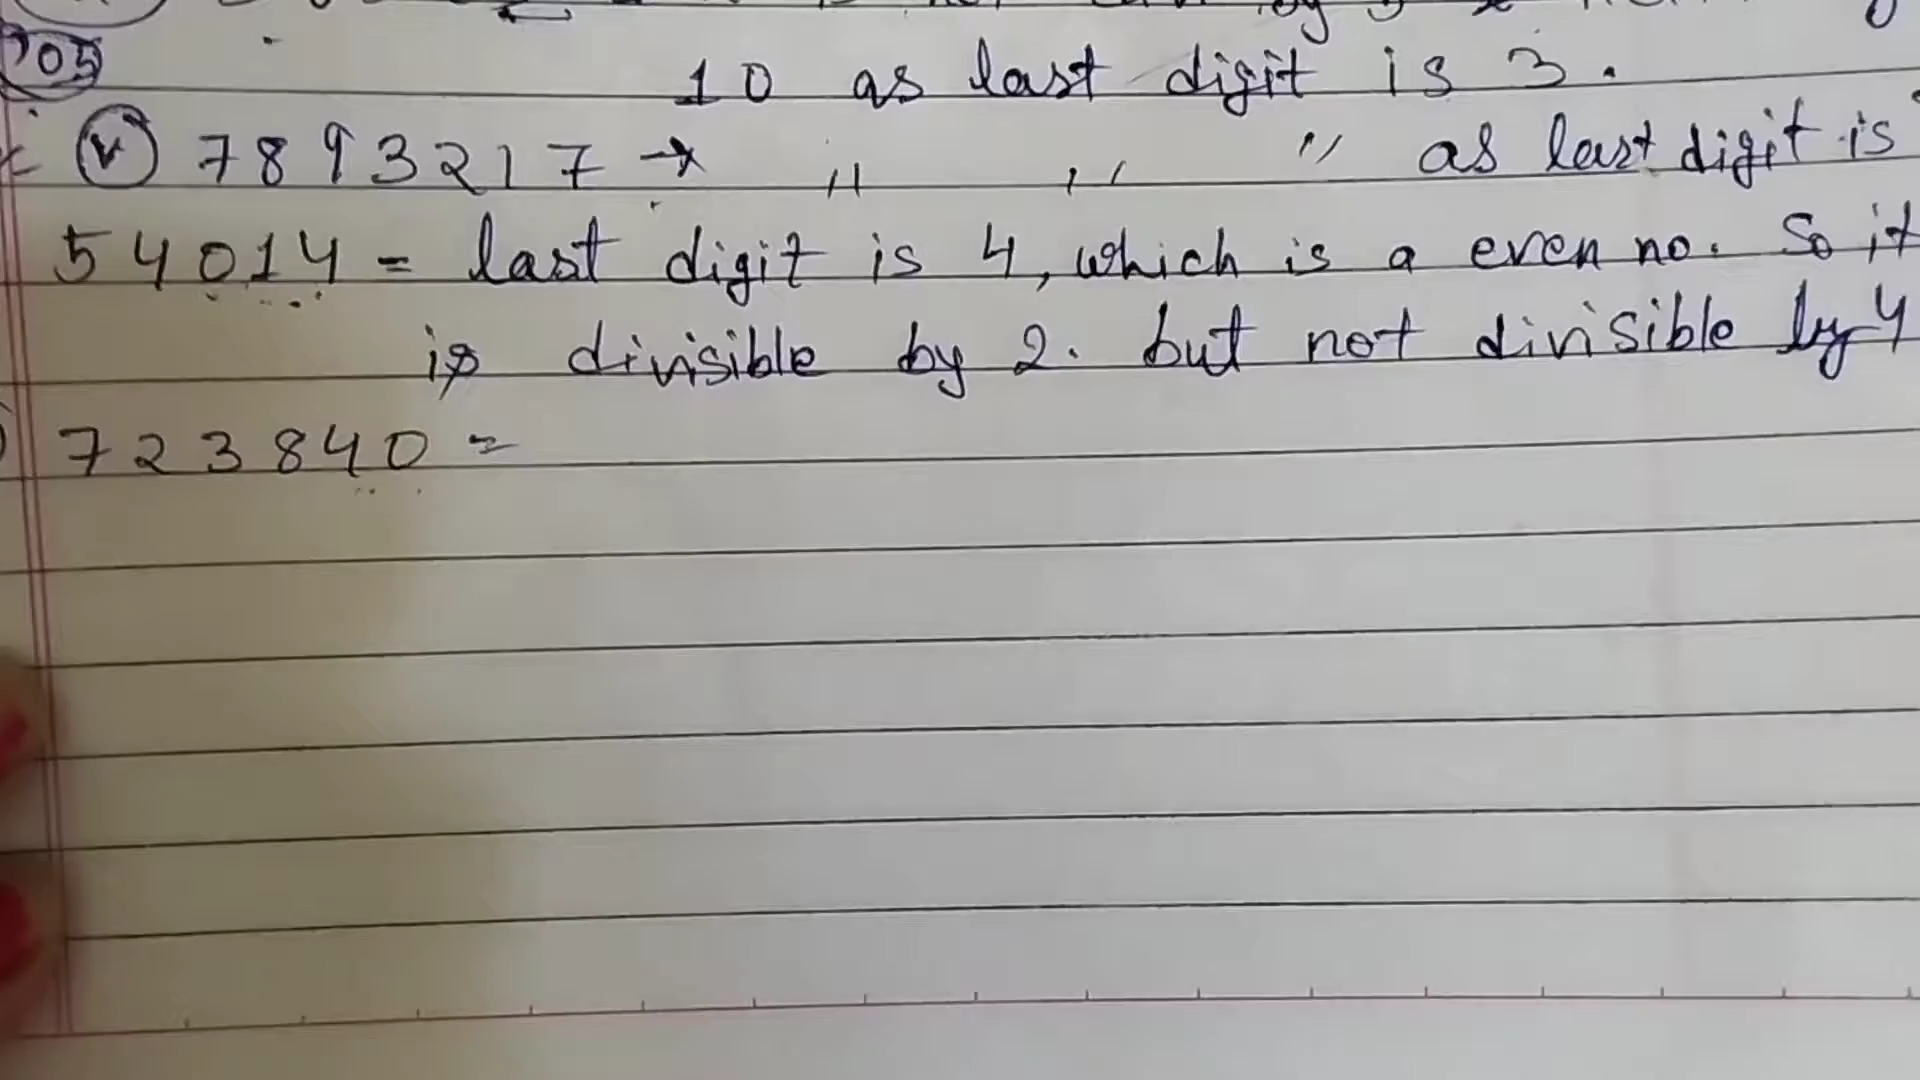 05
10 as last digit is 3.
v 7893217 → " " " as last digit is
54014 = last digit is 4, which is a even no. So it
is divisible by 2. but not divisible by 4
723840 =